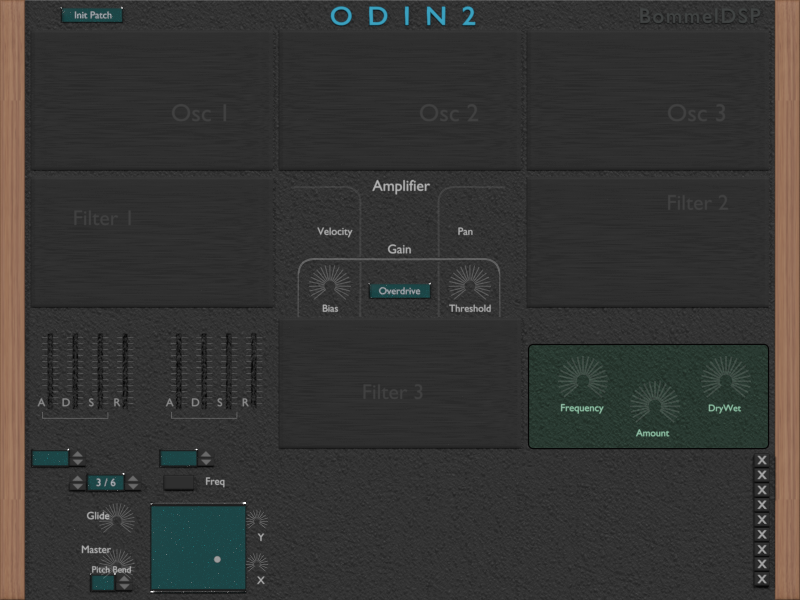 Init Patch
ODIN 2
BommelDSP
Osc 1
Osc 2
Osc 3
Filter 1
Amplifier
Filter 2
Velocity
Pan
Gain
Overdrive
Bias
Threshold
Filter 3
A D S R
A D S R
Frequency
DryWet
Amount
3 / 6
Freq
Glide
Y
Master
Pitch Bend
X
X
X
X
X
X
X
X
X
X